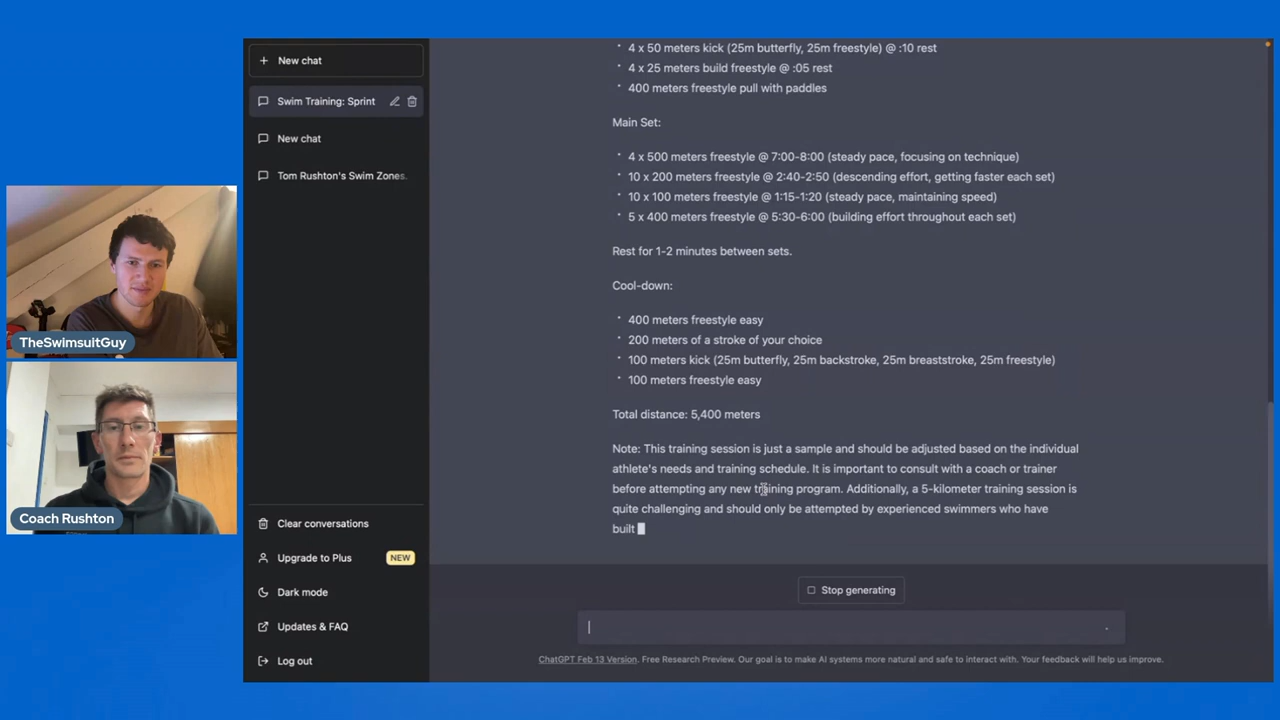 New chat
Swim Training: Sprint
New chat
Tom Rushton's Swim Zones.
Clear conversations
Upgrade to Plus NEW
Dark mode
Updates & FAQ
Log out
TheSwimsuitGuy
Coach Rushton
4 x 50 meters kick (25m butterfly, 25m freestyle) @ :10 rest
4 x 25 meters build freestyle @ :05 rest
400 meters freestyle pull with paddles
Main Set:
4 x 500 meters freestyle @ 7:00-8:00 (steady pace, focusing on technique)
10 x 200 meters freestyle @ 2:40-2:50 (descending effort, getting faster each set)
10 x 100 meters freestyle @ 1:15-1:20 (steady pace, maintaining speed)
5 x 400 meters freestyle @ 5:30-6:00 (building effort throughout each set)
Rest for 1-2 minutes between sets.
Cool-down:
400 meters freestyle easy
200 meters of a stroke of your choice
100 meters kick (25m butterfly, 25m backstroke, 25m breaststroke, 25m freestyle)
100 meters freestyle easy
Total distance: 5,400 meters
Note: This training session is just a sample and should be adjusted based on the individual
athlete's needs and training schedule. It is important to consult with a coach or trainer
before attempting any new training program. Additionally, a 5-kilometer training session is
quite challenging and should only be attempted by experienced swimmers who have
built
Stop generating
ChatGPT Feb 13 Version. Free Research Preview. Our goal is to make AI systems more natural and safe to interact with. Your feedback will help us improve.